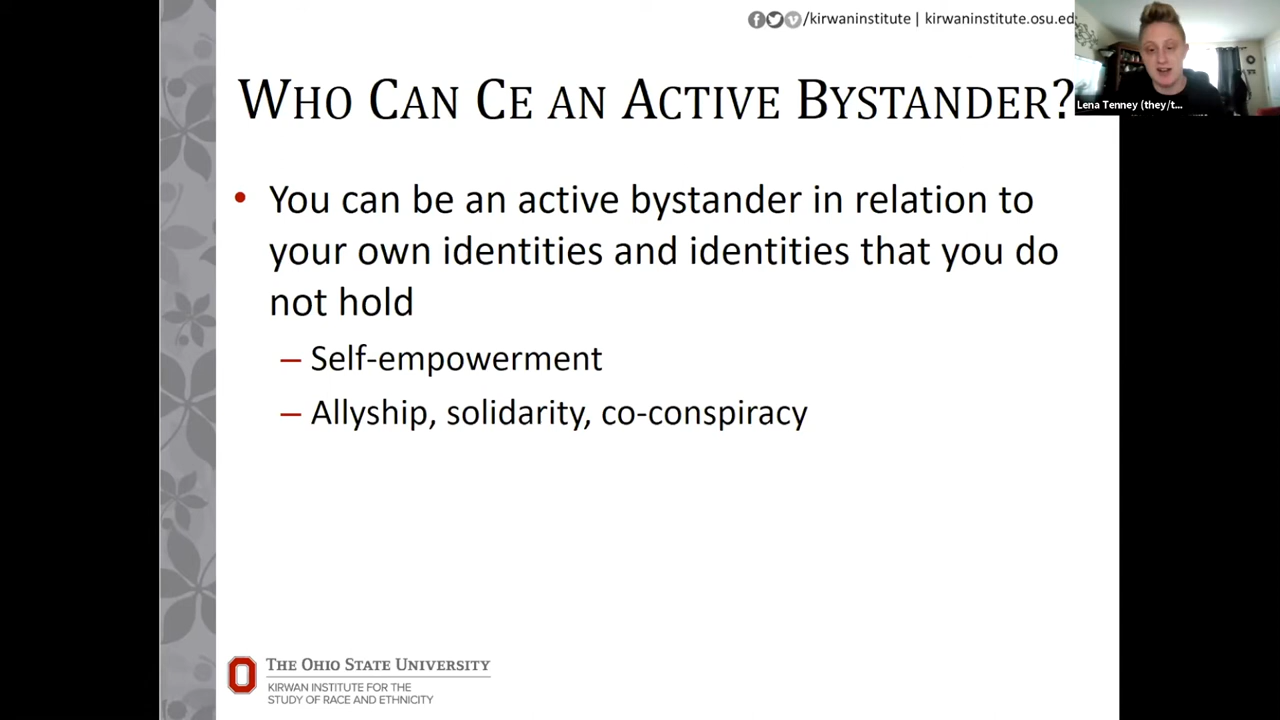 /kirwaninstitute | kirwaninstitute.osu.ed
WHO CAN CE AN ACTIVE BYSTANDER?
Lena Tenney (they/t...
• You can be an active bystander in relation to
your own identities and identities that you do
not hold
– Self-empowerment
– Allyship, solidarity, co-conspiracy
THE OHIO STATE UNIVERSITY
KIRWAN INSTITUTE FOR THE
STUDY OF RACE AND ETHNICITY